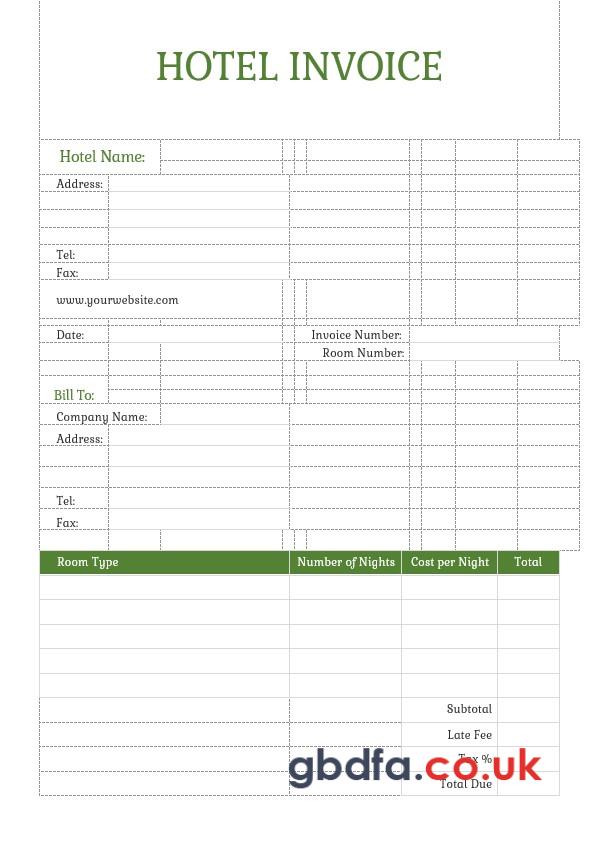 HOTEL INVOICE
Hotel Name:
Address:
Tel:
Fax:
www.yourwebsite.com
Date:
Invoice Number:
Room Number:
Bill To:
Company Name:
Address:
Tel:
Fax:
Room Type Number of Nights Cost per Night Total
Subtotal
Late Fee
Tax %
gbdfa.co.uk
Total Due